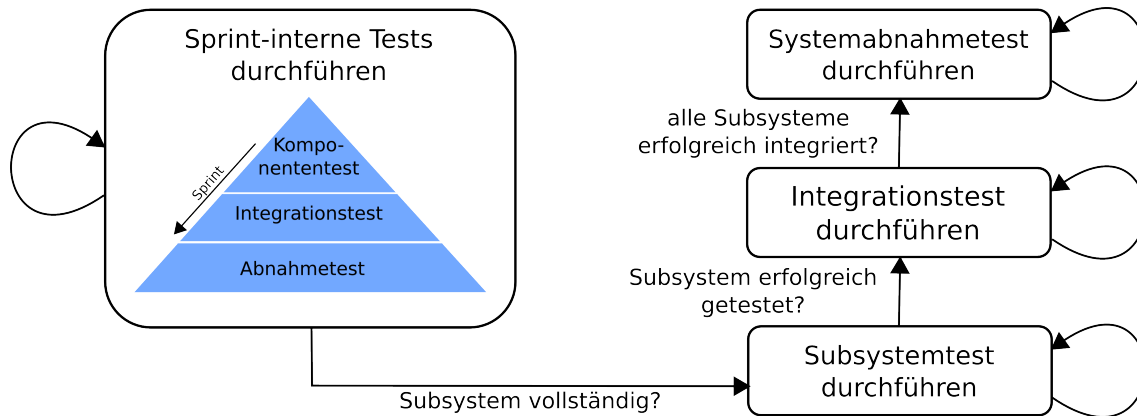 Sprint-interne Tests
durchführen
Kompo-
nententest
Sprint
Integrationstest
Abnahmetest
Subsystem vollständig?
Systemabnahmetest
durchführen
alle Subsysteme
erfolgreich integriert?
Integrationstest
durchführen
Subsystem erfolgreich
getestet?
Subsystemtest
durchführen